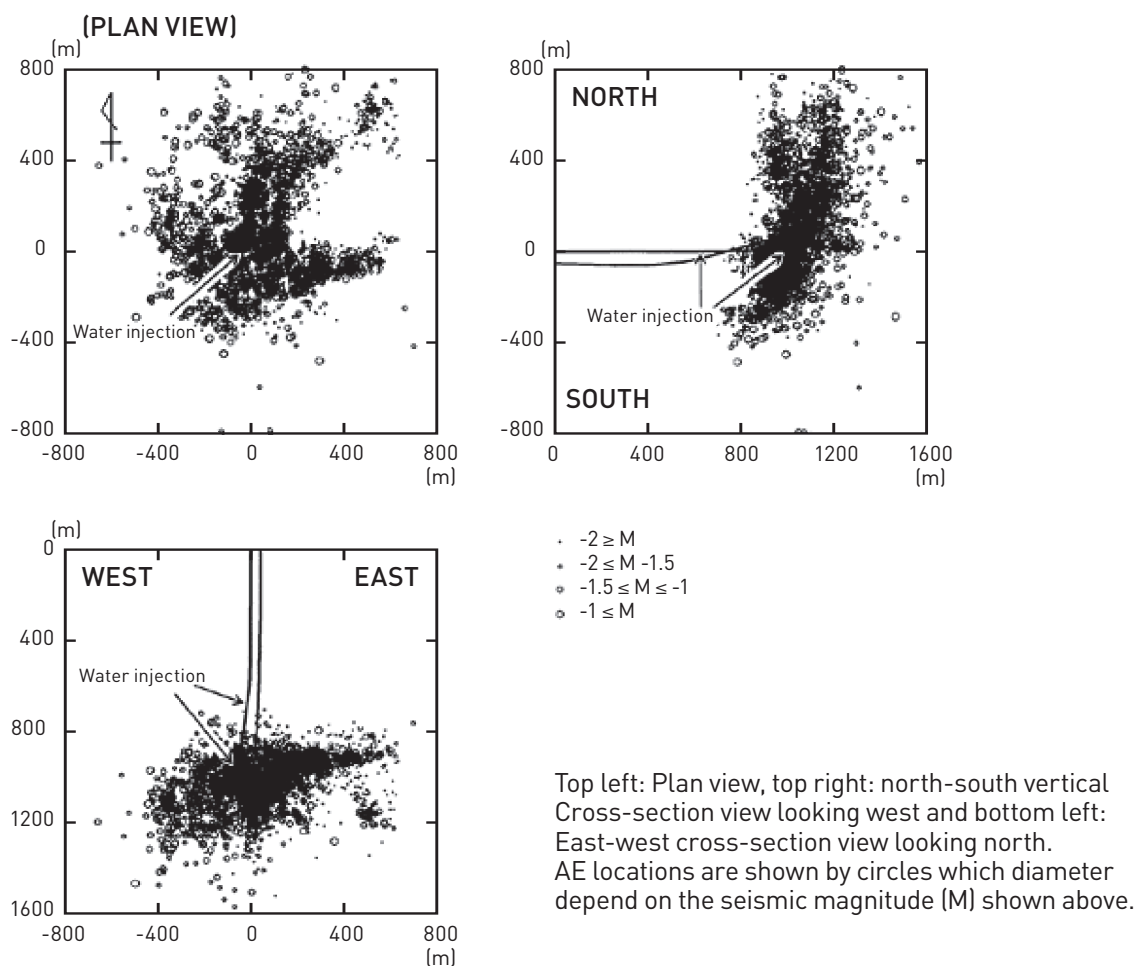 (PLAN VIEW)
(m)
800
400
0
-400
-800
-800
-400
0
400
800
(m)
Water injection
(m)
800
400
0
-400
-800
0
400
800
1200
1600
(m)
NORTH
Water injection
SOUTH
(m)
0
400
800
1200
1600
-800
-400
0
400
800
(m)
WEST
EAST
Water injection
-2 ≥ M
-2 ≤ M -1.5
-1.5 ≤ M ≤ -1
-1 ≤ M
Top left: Plan view, top right: north-south vertical
Cross-section view looking west and bottom left:
East-west cross-section view looking north.
AE locations are shown by circles which diameter
depend on the seismic magnitude (M) shown above.